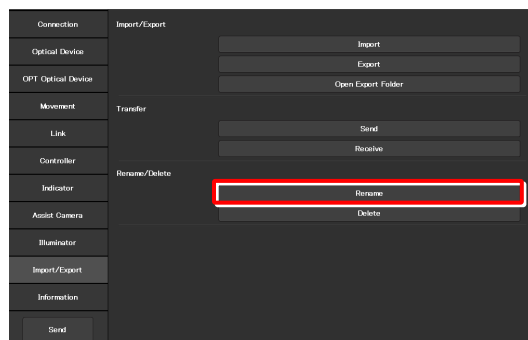 Connection
Optical Device
OPT Optical Device
Movement
Link
Controller
Indicator
Assist Camera
Illuminator
Import/Export
Information
Send
Import/Export
Import
Export
Open Export Folder
Transfer
Send
Receive
Rename/Delete
Rename
Delete